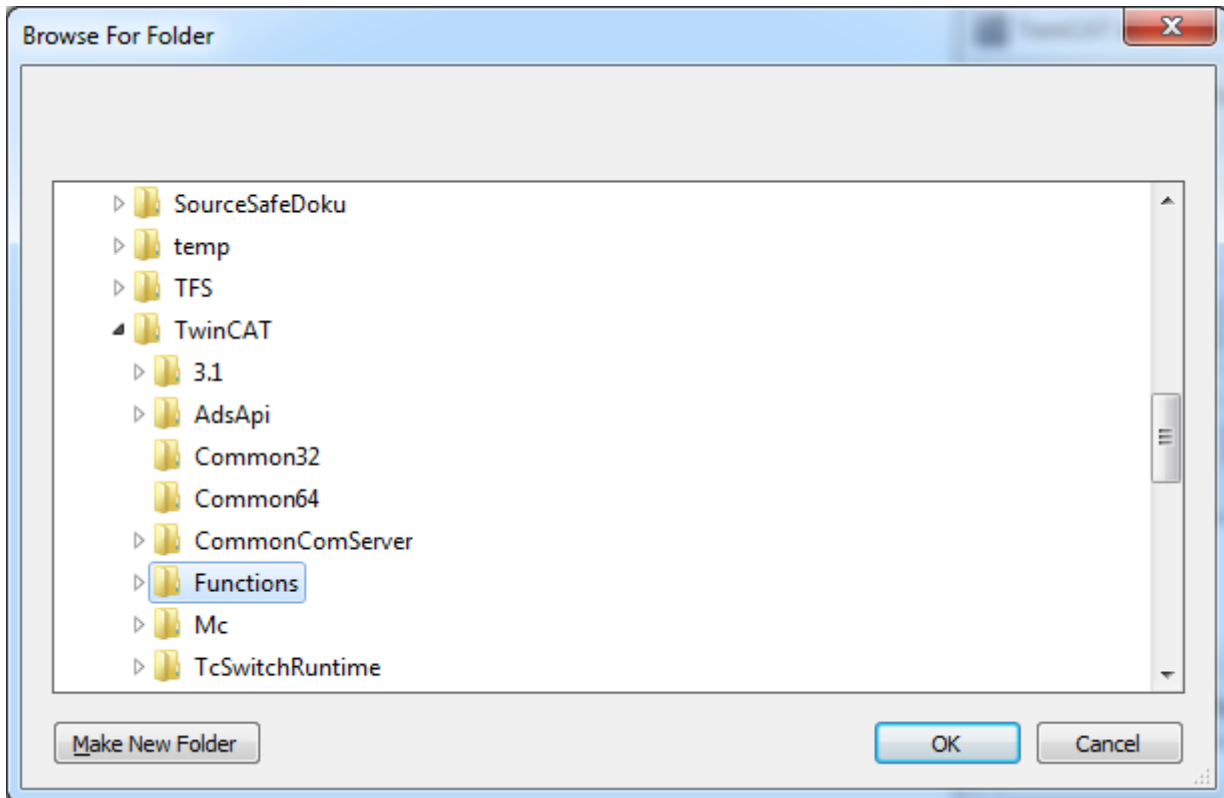 Browse For Folder
TwinCAT
SourceSafeDoku
temp
TFS
TwinCAT
3.1
AdsApi
Common32
Common64
CommonComServer
Functions
Mc
TcSwitchRuntime
Make New Folder
OK
Cancel